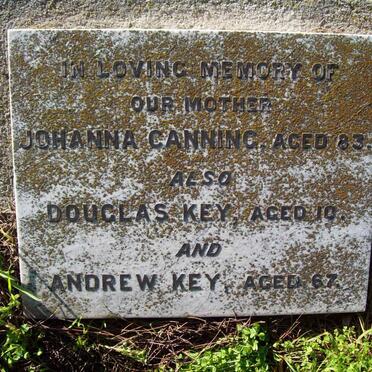 IN LOVING MEMORY OF
OUR MOTHER
JOHANNA CANNING, AGED 83.
ALSO
DOUGLAS KEY, AGED 10.
AND
ANDREW KEY, AGED 67.